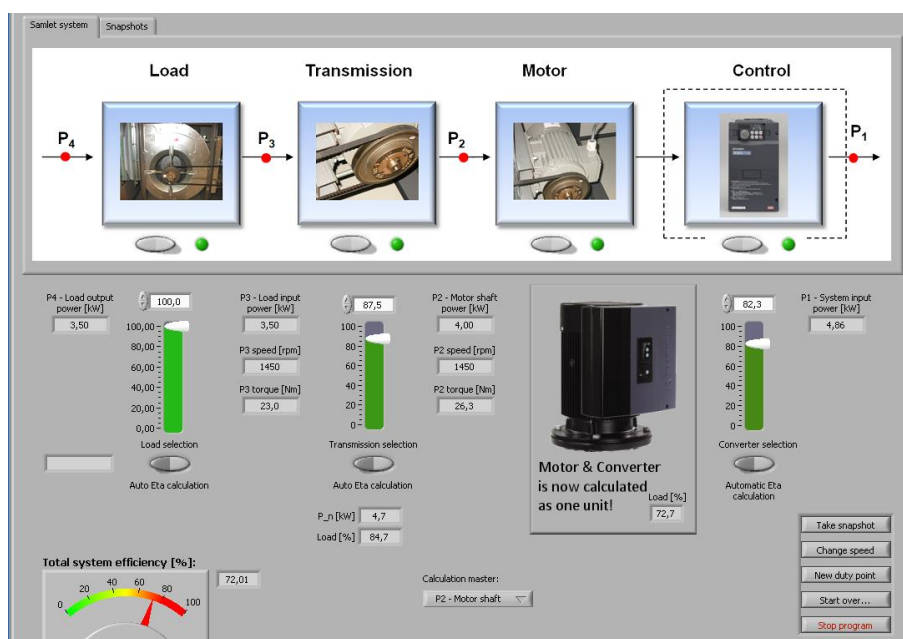 Samlet system
Snapshots
Load
Transmission
Motor
Control
P4
P3
P2
P1
P4 - Load output
power [kW]
3,50
100,0
100,00
80,00
60,00
40,00
20,00
0,00
Load selection
Auto Eta calculation
P3 - Load input
power [kW]
3,50
P3 speed [rpm]
1450
P3 torque [Nm]
23,0
87,5
100
80
60
40
20
0
Transmission selection
Auto Eta calculation
P_n [kW] 4,7
Load [%] 84,7
P2 - Motor shaft
power [kW]
4,00
P2 speed [rpm]
1450
P2 torque [Nm]
26,3
Motor & Converter
is now calculated
as one unit!
Load [%]
72,7
82,3
100
80
60
40
20
0
Converter selection
Automatic Eta
calculation
P1 - System input
power [kW]
4,86
Total system efficiency [%]:
0
20
40
60
80
100
72,01
Calculation master:
P2 - Motor shaft
Take snapshot
Change speed
New duty point
Start over...
Stop program